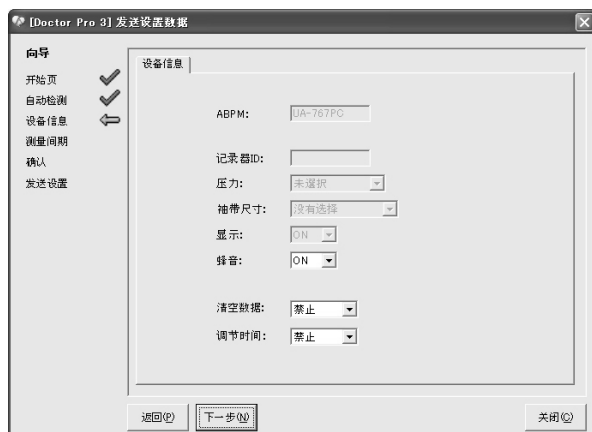 [Doctor Pro 3] 发送设置数据
向导
开始页
自动检测
设备信息
测量间期
确认
发送设置
设备信息
ABPM: UA-767PC
记录器ID:
压力: 未選択
袖带尺寸: 没有选择
显示: ON
蜂音: ON
清空数据: 禁止
调节时间: 禁止
返回(P) 下一步(N) 关闭(C)